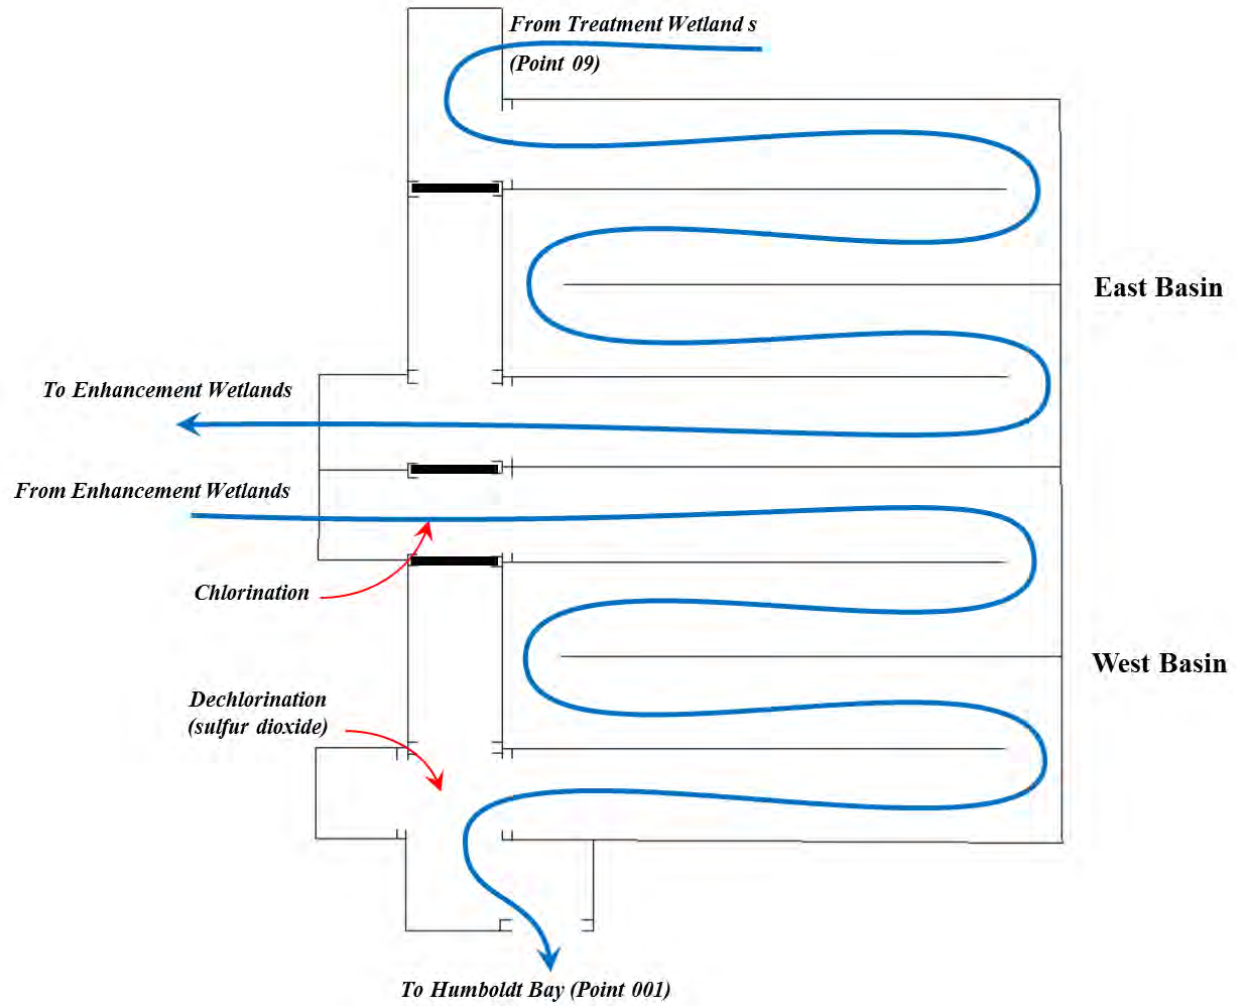 From Treatment Wetland s
(Point 09)
East Basin
To Enhancement Wetlands
From Enhancement Wetlands
Chlorination
West Basin
Dechlorination
(sulfur dioxide)
To Humboldt Bay (Point 001)